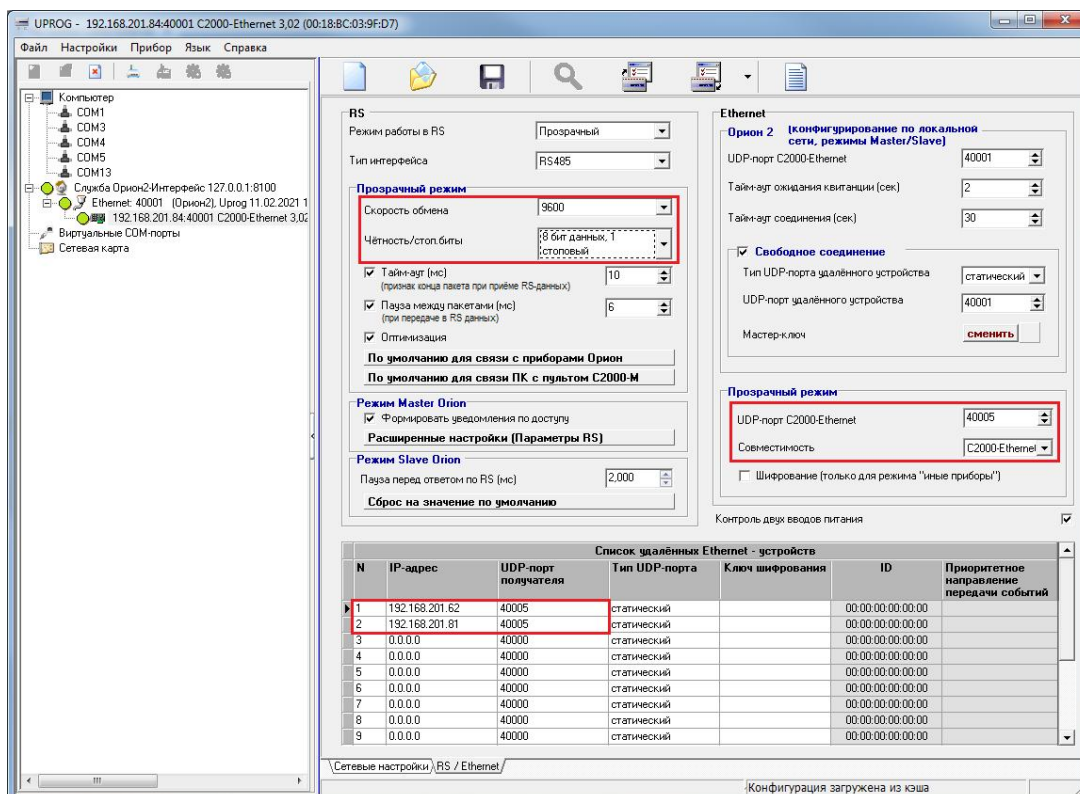 UPROG - 192.168.201.84:40001 C2000-Ethernet 3,02 (00:18:BC:03:9F:D7)
Файл Настройки Прибор Язык Справка
Компьютер
COM1
COM3
COM4
COM5
COM13
Служба Орион2-Интерфейс 127.0.0.1:8100
Ethernet: 40001 (Орион2), Uprog 11.02.2021 1
192.168.201.84:40001 C2000-Ethernet 3,02
Виртуальные COM-порты
Сетевая карта
RS
Режим работы в RS Прозрачный
Тип интерфейса RS485
Прозрачный режим
Скорость обмена 9600
Чётность/стоп.биты 8 бит данных, 1 стоповый
Тайм-аут (мс) 10
(признак конца пакета при приёме RS-данных)
Пауза между пакетами (мс) 6
(при передаче в RS данных)
Оптимизация
По умолчанию для связи с приборами Орион
По умолчанию для связи ПК с пультом С2000-М
Режим Master Orion
Формировать уведомления по доступу
Расширенные настройки (Параметры RS)
Режим Slave Orion
Пауза перед ответом по RS (мс) 2,000
Сброс на значение по умолчанию
Ethernet
Орион 2 (конфигурирование по локальной
сети, режимы Master/Slave)
UDP-порт C2000-Ethernet 40001
Тайм-аут ожидания квитанции (сек) 2
Тайм-аут соединения (сек) 30
Свободное соединение
Тип UDP-порта удалённого устройства статический
UDP-порт удалённого устройства 40001
Мастер-ключ сменить
Прозрачный режим
UDP-порт C2000-Ethernet 40005
Совместимость C2000-Ethernet
Шифрование (только для режима "иные приборы")
Контроль двух вводов питания
Список удалённых Ethernet - устройств
N IP-адрес UDP-порт получателя Тип UDP-порта Ключ шифрования ID Приоритетное направление передачи событий
1 192.168.201.62 40005 статический 00:00:00:00:00:00
2 192.168.201.81 40005 статический 00:00:00:00:00:00
3 0.0.0.0 40000 статический 00:00:00:00:00:00
4 0.0.0.0 40000 статический 00:00:00:00:00:00
5 0.0.0.0 40000 статический 00:00:00:00:00:00
6 0.0.0.0 40000 статический 00:00:00:00:00:00
7 0.0.0.0 40000 статический 00:00:00:00:00:00
8 0.0.0.0 40000 статический 00:00:00:00:00:00
9 0.0.0.0 40000 статический 00:00:00:00:00:00
Сетевые настройки RS / Ethernet
Конфигурация загружена из кэша